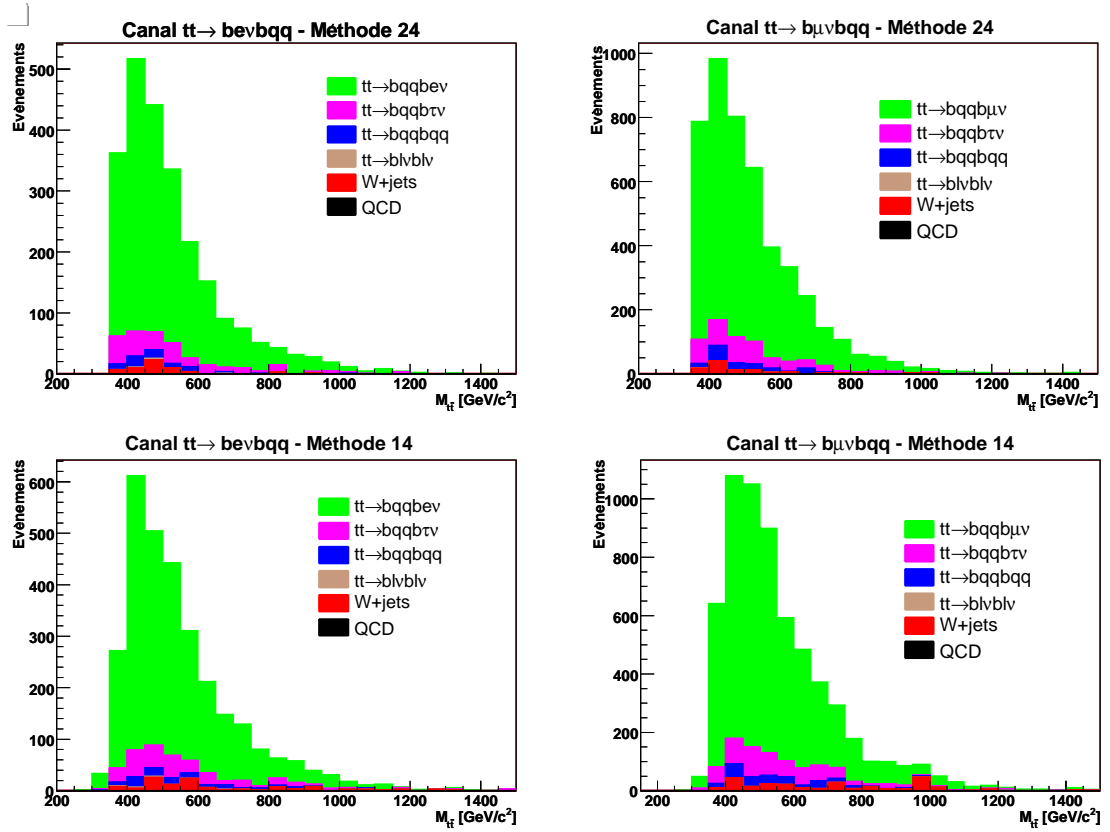 Canal tt→ beνbqq - Méthode 24
Evènements
500
400
300
200
100
0
tt→bqqbeν
tt→bqqbτν
tt→bqqbqq
tt→blνblν
W+jets
QCD
200 400 600 800 1000 1200 1400
M_tt̄ [GeV/c²]
Canal tt→ bμνbqq - Méthode 24
Evènements
1000
800
600
400
200
0
tt→bqqbμν
tt→bqqbτν
tt→bqqbqq
tt→blνblν
W+jets
QCD
200 400 600 800 1000 1200 1400
M_tt̄ [GeV/c²]
Canal tt→ beνbqq - Méthode 14
Evènements
600
500
400
300
200
100
0
tt→bqqbeν
tt→bqqbτν
tt→bqqbqq
tt→blνblν
W+jets
QCD
200 400 600 800 1000 1200 1400
M_tt̄ [GeV/c²]
Canal tt→ bμνbqq - Méthode 14
Evènements
1000
800
600
400
200
0
tt→bqqbμν
tt→bqqbτν
tt→bqqbqq
tt→blνblν
W+jets
QCD
200 400 600 800 1000 1200 1400
M_tt̄ [GeV/c²]